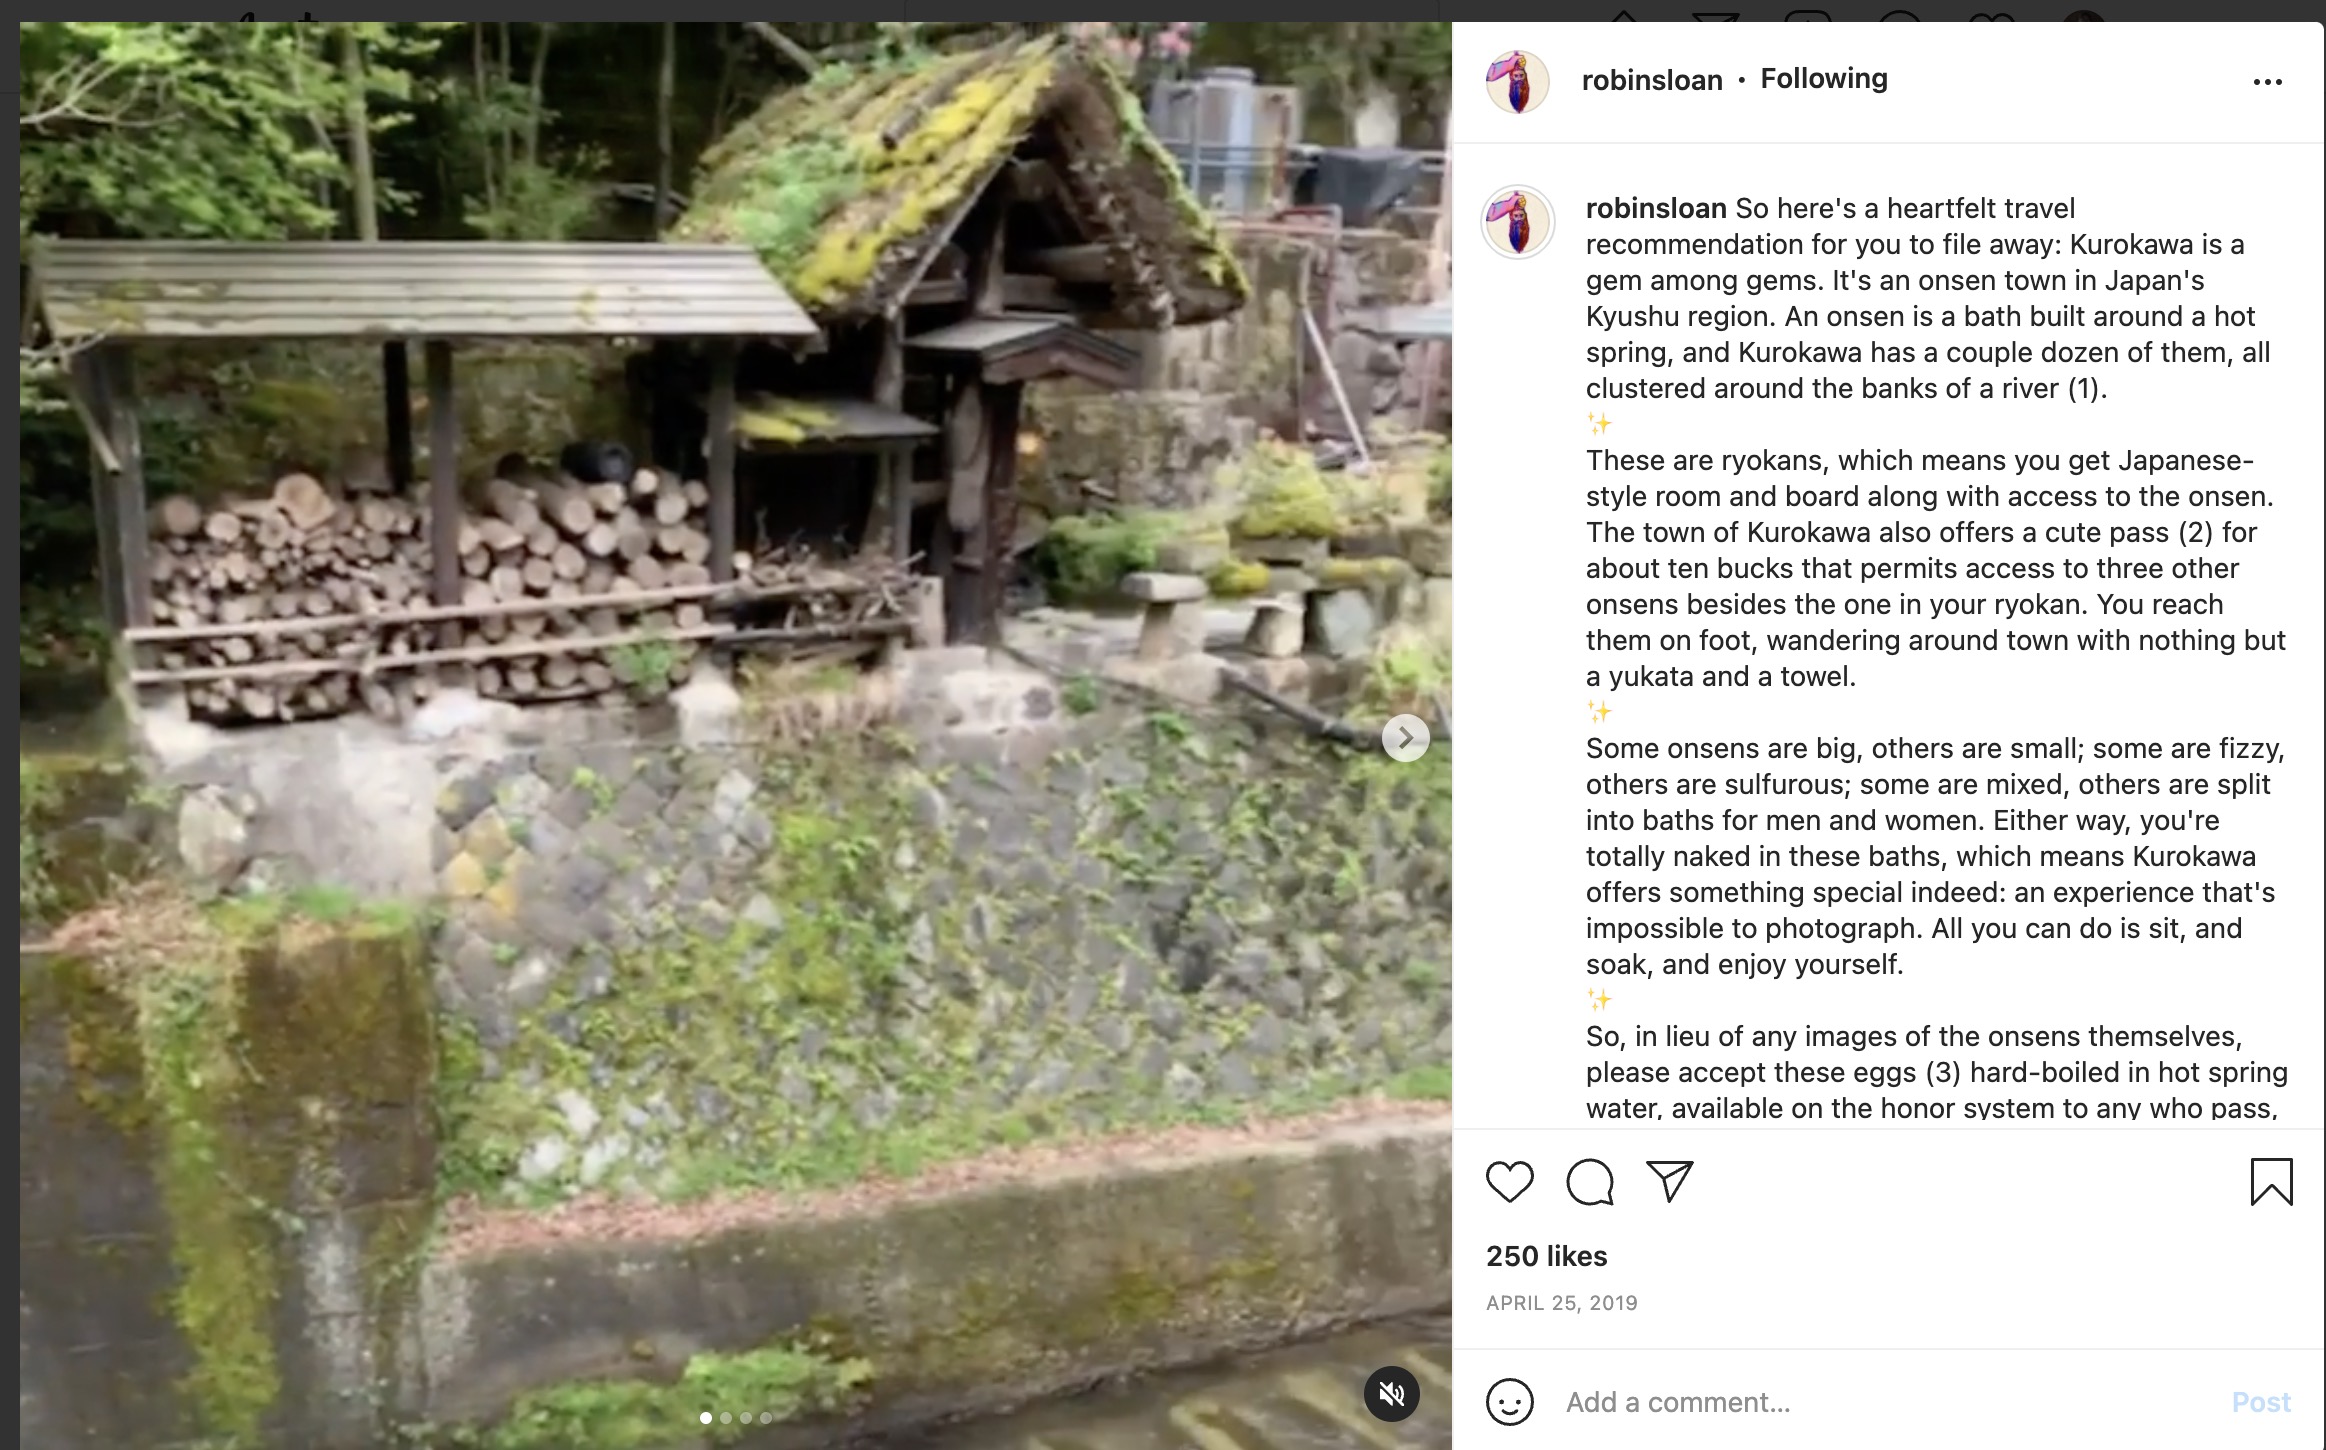 robinsloan • Following
robinsloan So here's a heartfelt travel
recommendation for you to file away: Kurokawa is a
gem among gems. It's an onsen town in Japan's
Kyushu region. An onsen is a bath built around a hot
spring, and Kurokawa has a couple dozen of them, all
clustered around the banks of a river (1).
✨
These are ryokans, which means you get Japanese-
style room and board along with access to the onsen.
The town of Kurokawa also offers a cute pass (2) for
about ten bucks that permits access to three other
onsens besides the one in your ryokan. You reach
them on foot, wandering around town with nothing but
a yukata and a towel.
✨
Some onsens are big, others are small; some are fizzy,
others are sulfurous; some are mixed, others are split
into baths for men and women. Either way, you're
totally naked in these baths, which means Kurokawa
offers something special indeed: an experience that's
impossible to photograph. All you can do is sit, and
soak, and enjoy yourself.
✨
So, in lieu of any images of the onsens themselves,
please accept these eggs (3) hard-boiled in hot spring
water, available on the honor system to any who pass,
250 likes
APRIL 25, 2019
Add a comment...
Post